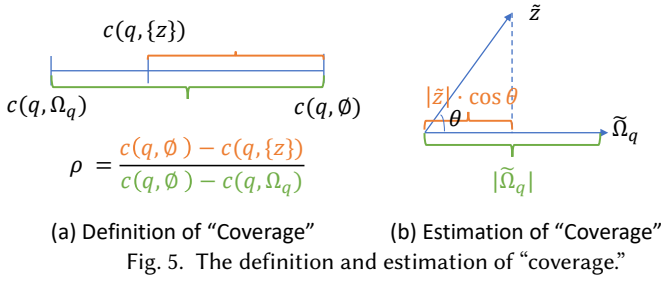 c(q,{z})
c(q,Ω_q)
c(q,∅)
ρ = (c(q,∅) − c(q,{z})) / (c(q,∅) − c(q,Ω_q))
z̃
|z̃| · cos θ
θ
Ω̃_q
|Ω̃_q|
(a) Definition of “Coverage”
(b) Estimation of “Coverage”
Fig. 5. The definition and estimation of “coverage.”